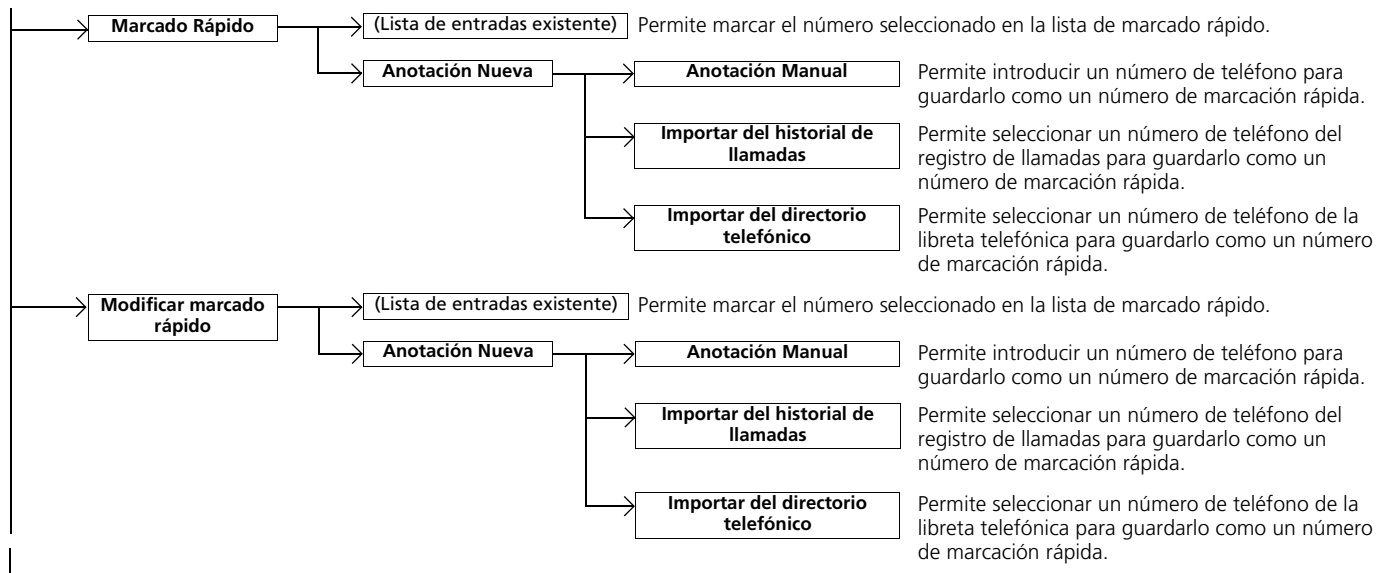 Marcado Rápido
(Lista de entradas existente)
Permite marcar el número seleccionado en la lista de marcado rápido.
Anotación Nueva
Anotación Manual
Permite introducir un número de teléfono para
guardarlo como un número de marcación rápida.
Importar del historial de
llamadas
Permite seleccionar un número de teléfono del
registro de llamadas para guardarlo como un
número de marcación rápida.
Importar del directorio
telefónico
Permite seleccionar un número de teléfono de la
libreta telefónica para guardarlo como un número
de marcación rápida.
Modificar marcado
rápido
(Lista de entradas existente)
Permite marcar el número seleccionado en la lista de marcado rápido.
Anotación Nueva
Anotación Manual
Permite introducir un número de teléfono para
guardarlo como un número de marcación rápida.
Importar del historial de
llamadas
Permite seleccionar un número de teléfono del
registro de llamadas para guardarlo como un
número de marcación rápida.
Importar del directorio
telefónico
Permite seleccionar un número de teléfono de la
libreta telefónica para guardarlo como un número
de marcación rápida.